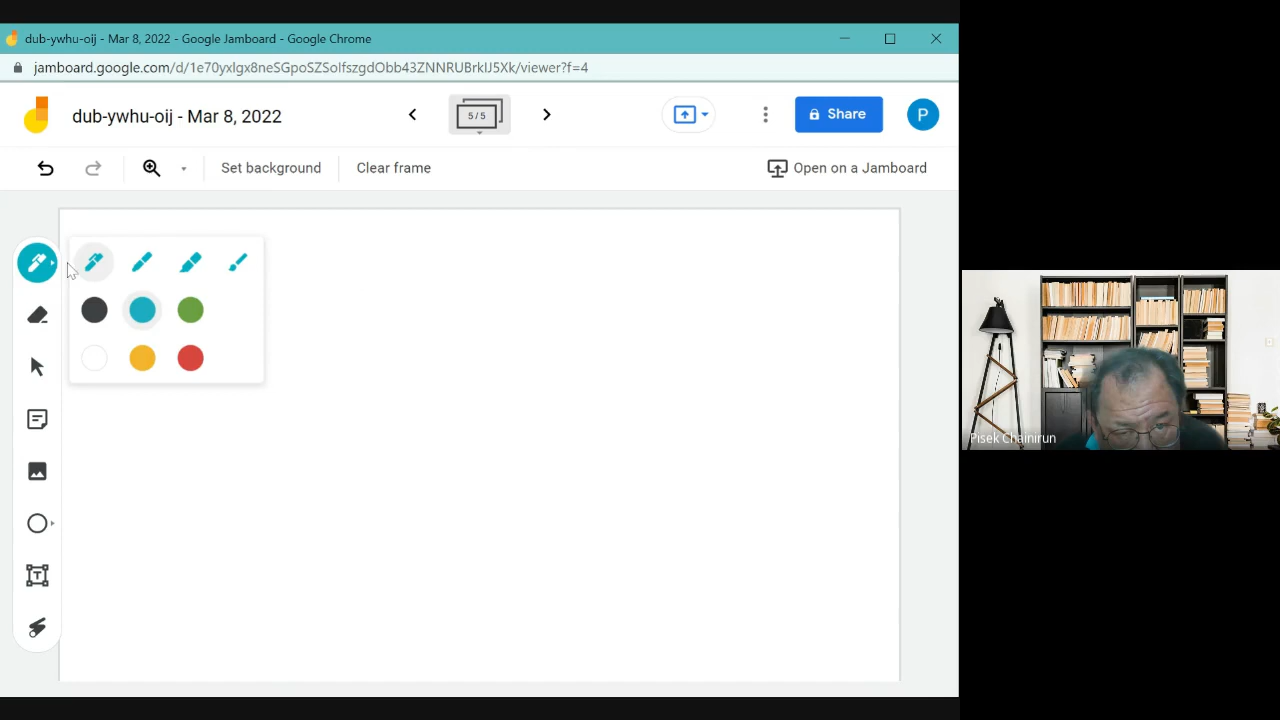 dub-ywhu-oij - Mar 8, 2022 - Google Jamboard - Google Chrome
jamboard.google.com/d/1e70yxlgx8neSGpoSZSolfszgdObb43ZNNRUBrklJ5Xk/viewer?f=4
dub-ywhu-oij - Mar 8, 2022
5 / 5
Share
P
Set background
Clear frame
Open on a Jamboard
T
Pisek Chainirun